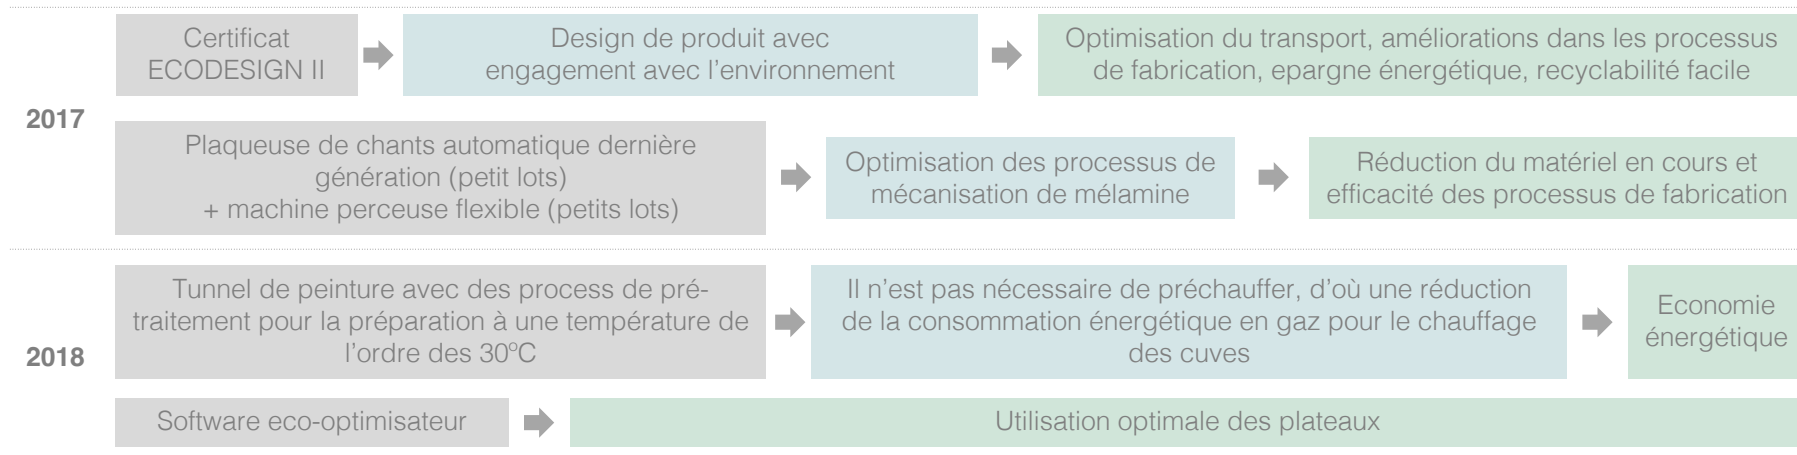 2017
Certificat
ECODESIGN II
Design de produit avec
engagement avec l'environnement
Optimisation du transport, améliorations dans les processus
de fabrication, epargne énergétique, recyclabilité facile
Plaqueuse de chants automatique dernière
génération (petit lots)
+ machine perceuse flexible (petits lots)
Optimisation des processus de
mécanisation de mélamine
Réduction du matériel en cours et
efficacité des processus de fabrication
2018
Tunnel de peinture avec des process de pré-
traitement pour la préparation à une température de
l'ordre des 30ºC
Il n'est pas nécessaire de préchauffer, d'où une réduction
de la consommation énergétique en gaz pour le chauffage
des cuves
Economie
énergétique
Software eco-optimisateur
Utilisation optimale des plateaux